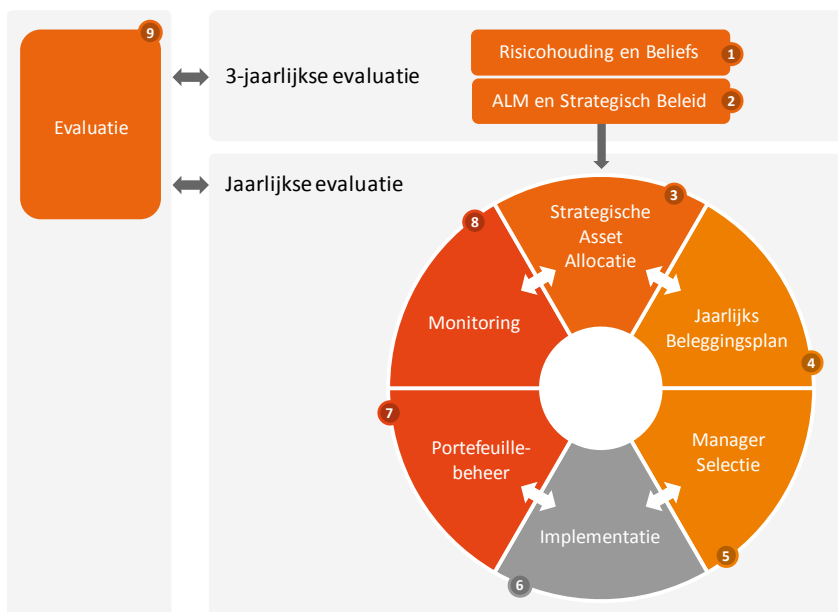 9
Evaluatie
3-jaarlijkse evaluatie
Jaarlijkse evaluatie
Risicohouding en Beliefs
1
ALM en Strategisch Beleid
2
3
Strategische
Asset
Allocatie
Jaarlijks
Beleggingsplan
4
Manager
Selectie
5
Implementatie
6
7
Portefeuille-
beheer
8
Monitoring